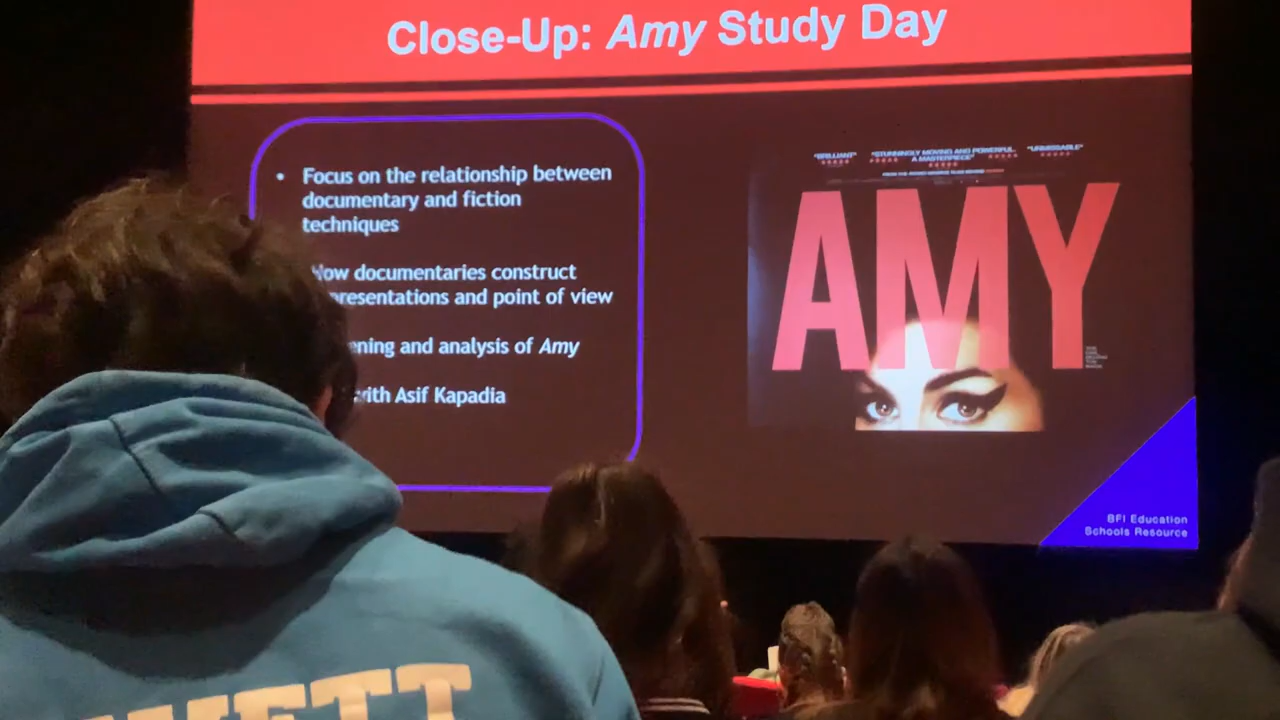 Close-Up: Amy Study Day
• Focus on the relationship between
documentary and fiction
techniques
How documentaries construct
presentations and point of view
ening and analysis of Amy
with Asif Kapadia
"BRILLIANT" "STUNNINGLY MOVING AND POWERFUL. "UNMISSABLE"
A MASTERPIECE"
AMY
BFI Education
Schools Resource
ETT